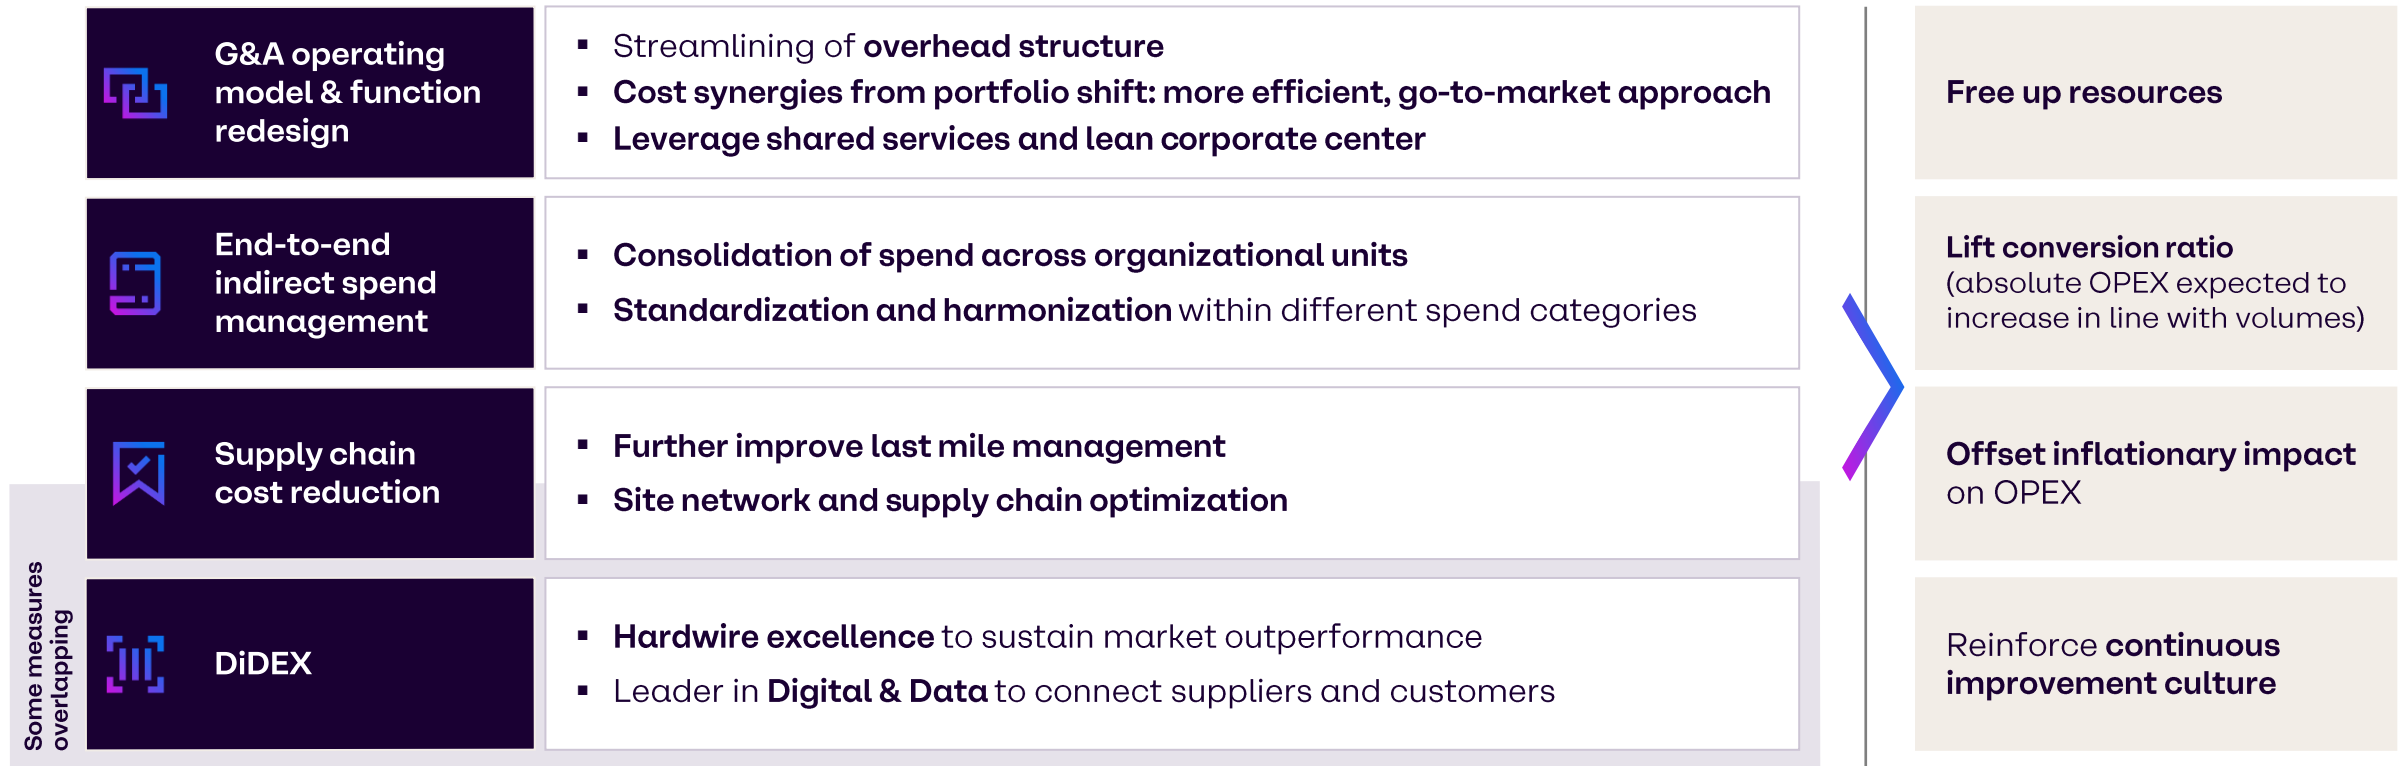 G&A operating
model & function
redesign
▪ Streamlining of overhead structure
▪ Cost synergies from portfolio shift: more efficient, go-to-market approach
▪ Leverage shared services and lean corporate center
Free up resources
End-to-end
indirect spend
management
▪ Consolidation of spend across organizational units
▪ Standardization and harmonization within different spend categories
Lift conversion ratio
(absolute OPEX expected to
increase in line with volumes)
Supply chain
cost reduction
▪ Further improve last mile management
▪ Site network and supply chain optimization
Offset inflationary impact
on OPEX
Some measures
overlapping
DiDEX
▪ Hardwire excellence to sustain market outperformance
▪ Leader in Digital & Data to connect suppliers and customers
Reinforce continuous
improvement culture